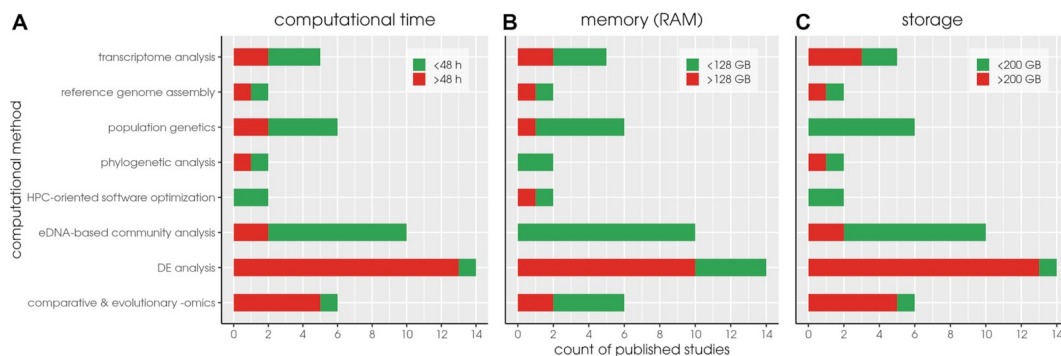 A computational time
computational method
transcriptome analysis
reference genome assembly
population genetics
phylogenetic analysis
HPC-oriented software optimization
eDNA-based community analysis
DE analysis
comparative & evolutionary -omics
<48 h
>48 h
0 2 4 6 8 10 12 14
B memory (RAM)
<128 GB
>128 GB
0 2 4 6 8 10 12 14
count of published studies
C storage
<200 GB
>200 GB
0 2 4 6 8 10 12 14